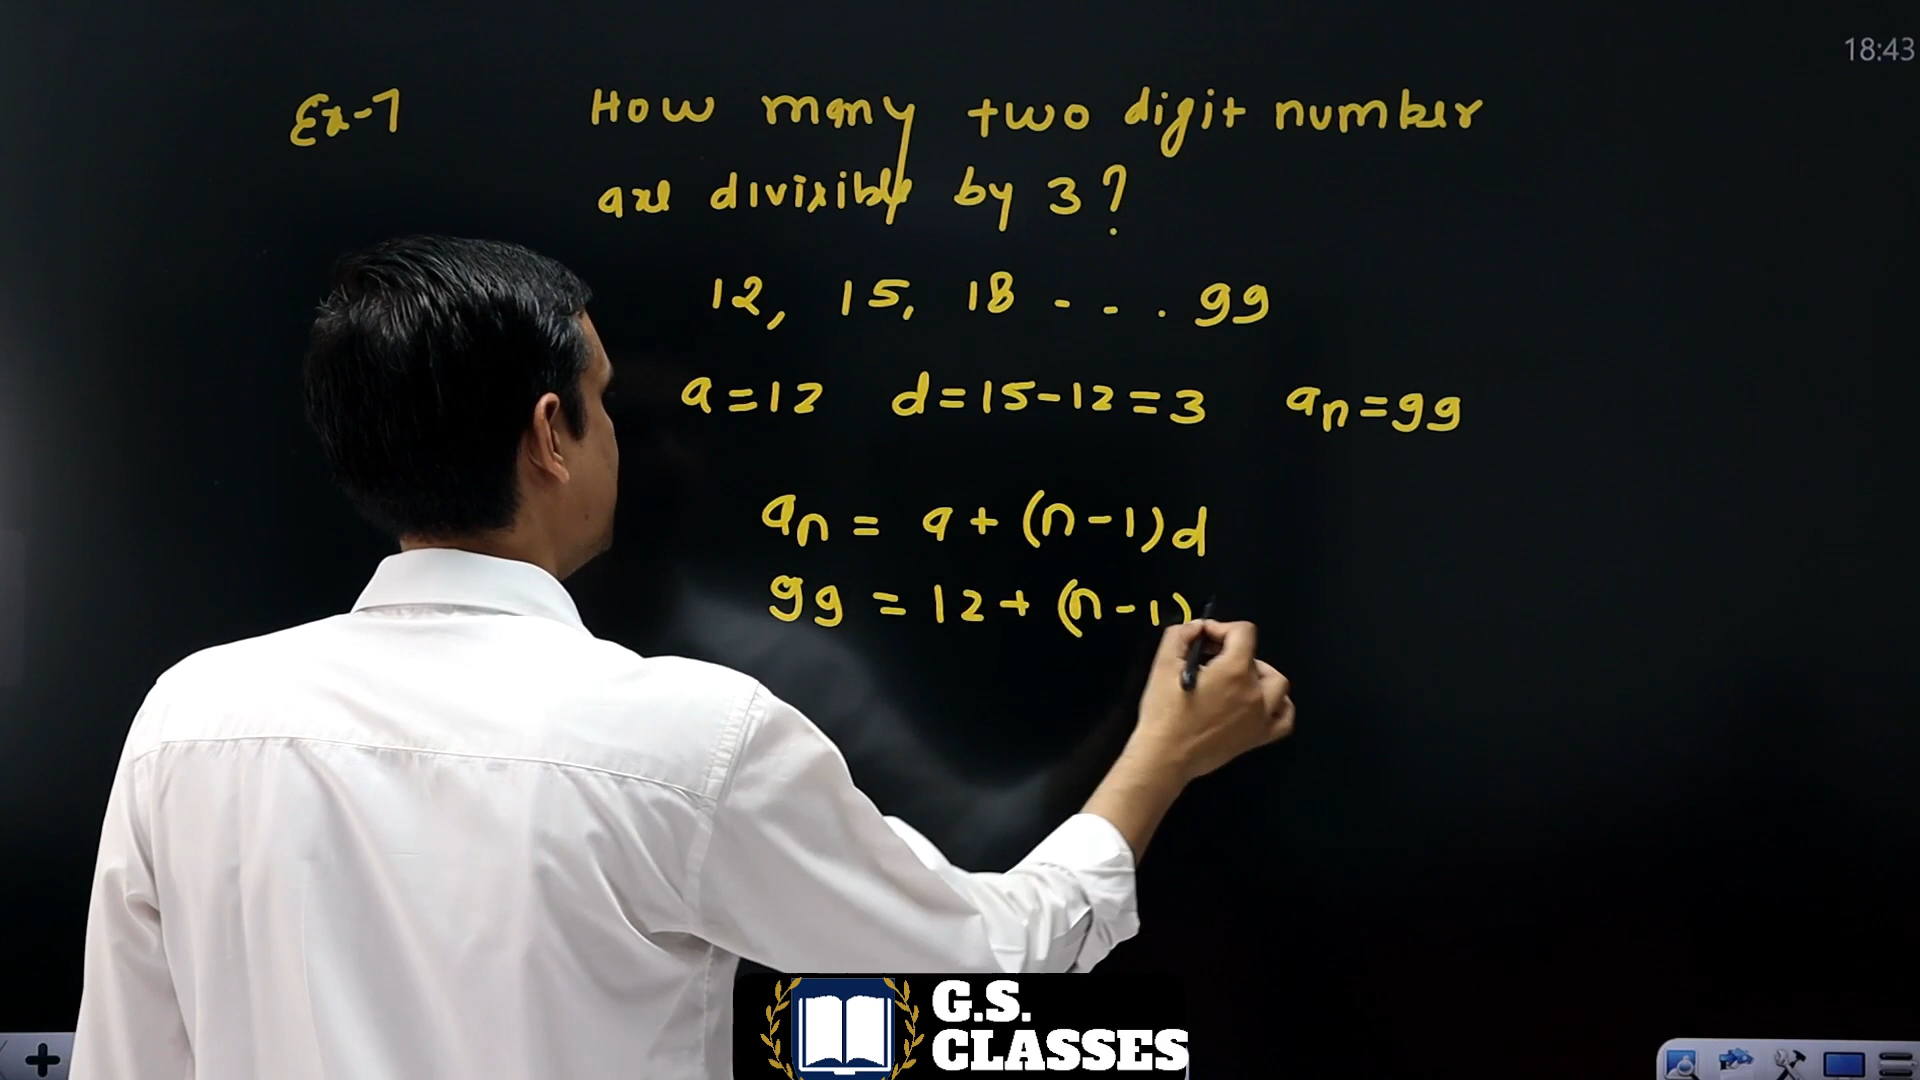 18:43
Ex-7 How many two digit number
are divisible by 3?
12, 15, 18 - - . 99
a=12 d=15-12=3 an=99
an = a+(n-1)d
99 = 12+(n-1)
G.S.
CLASSES